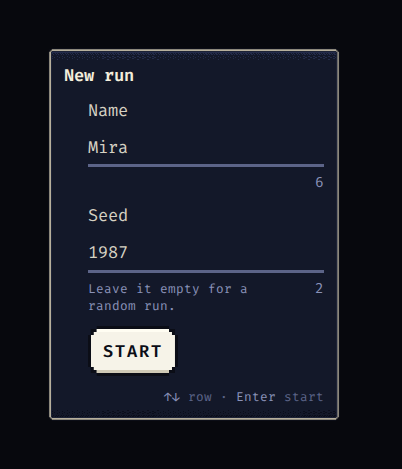 New run
Name
Mira
6
Seed
1987
Leave it empty for a 2
random run.
START
↑↓ row · Enter start